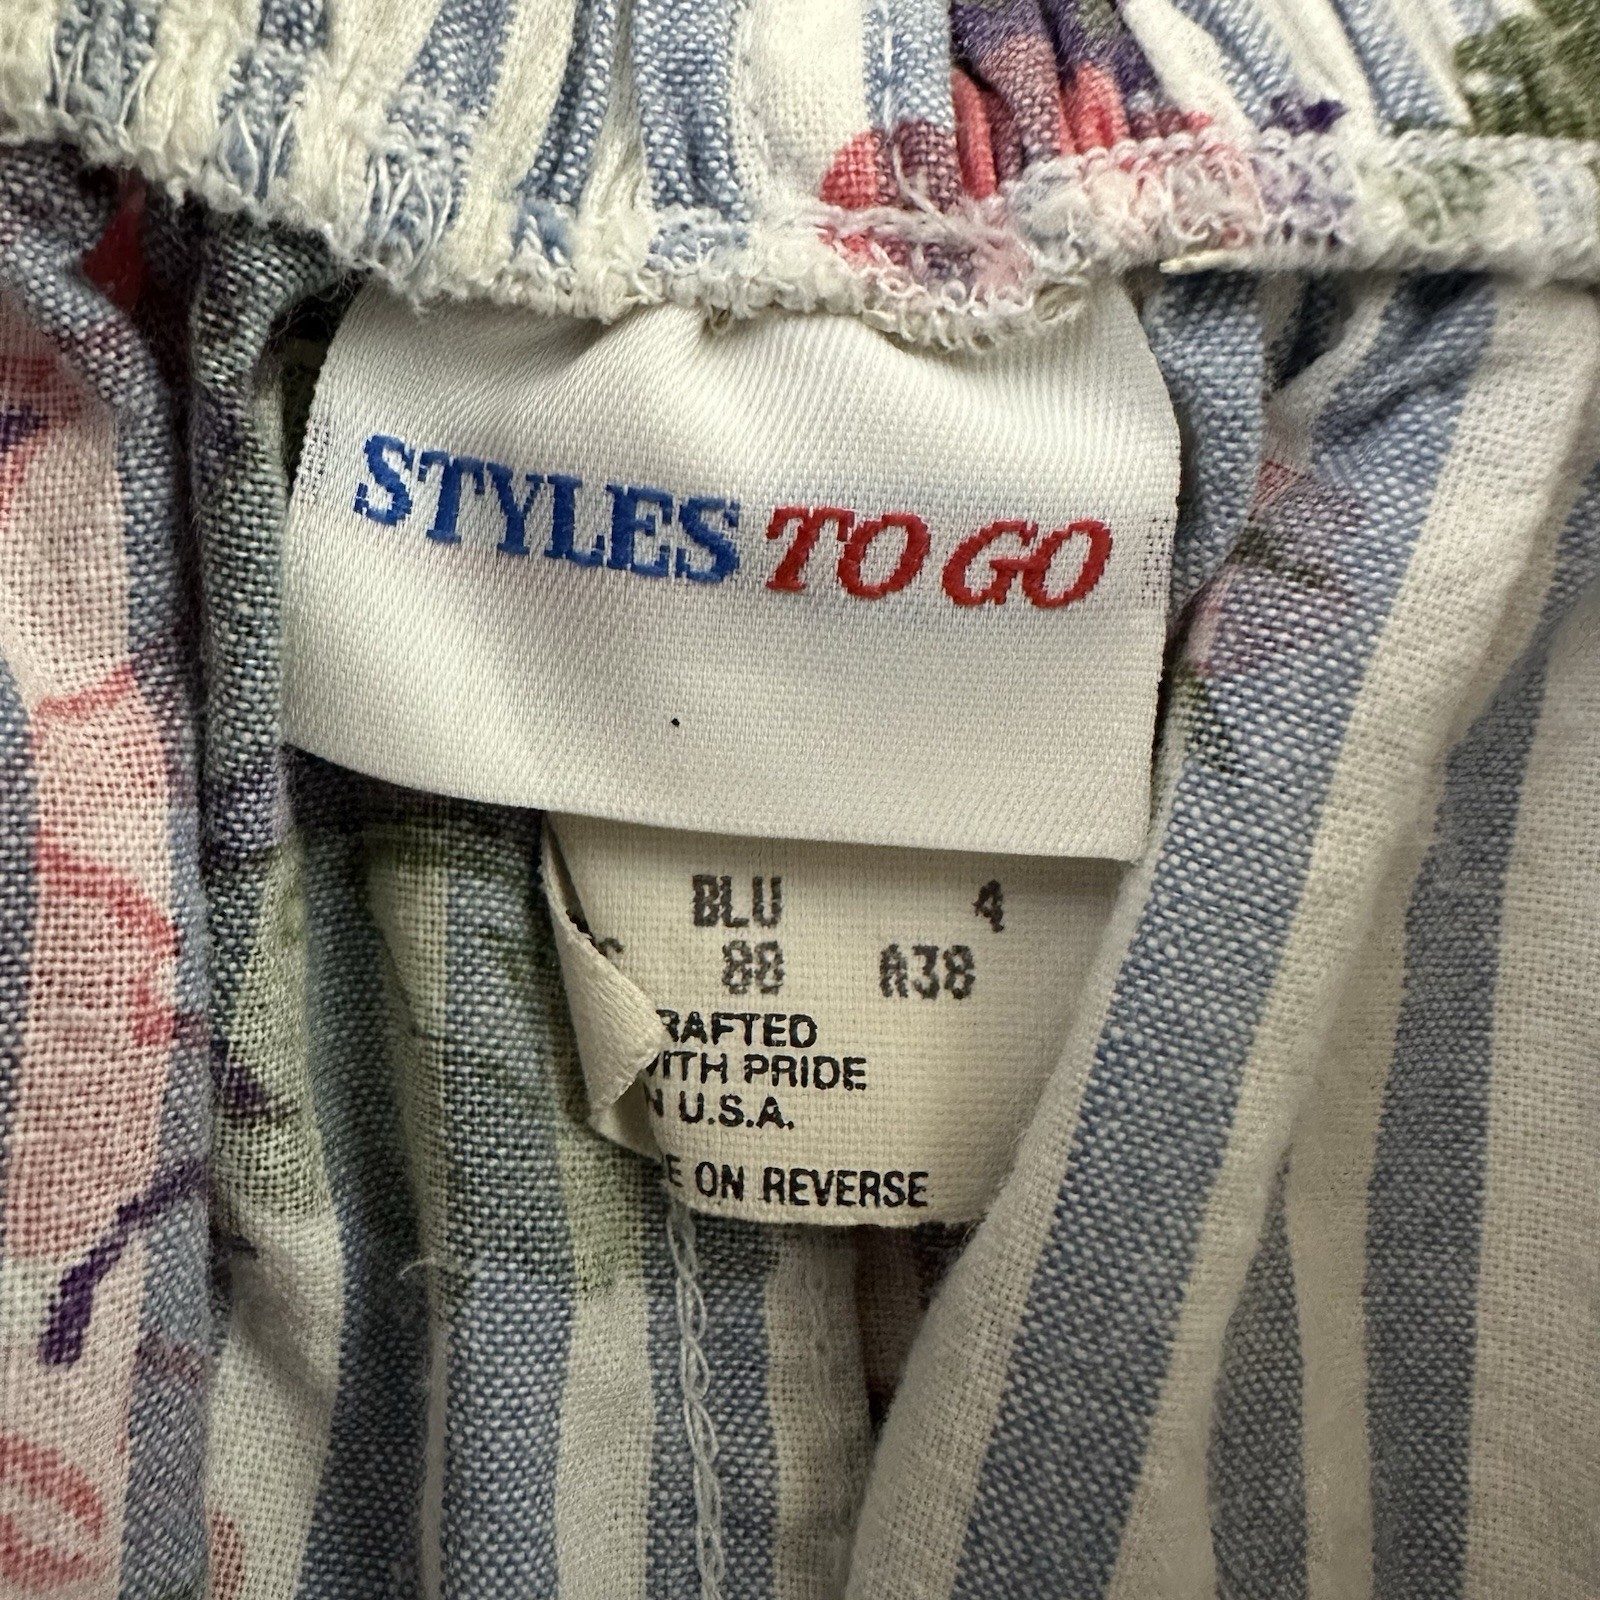 STYLES TO GO
BLU 4
88 A38
RAFTED
WITH PRIDE
N U.S.A.
E ON REVERSE